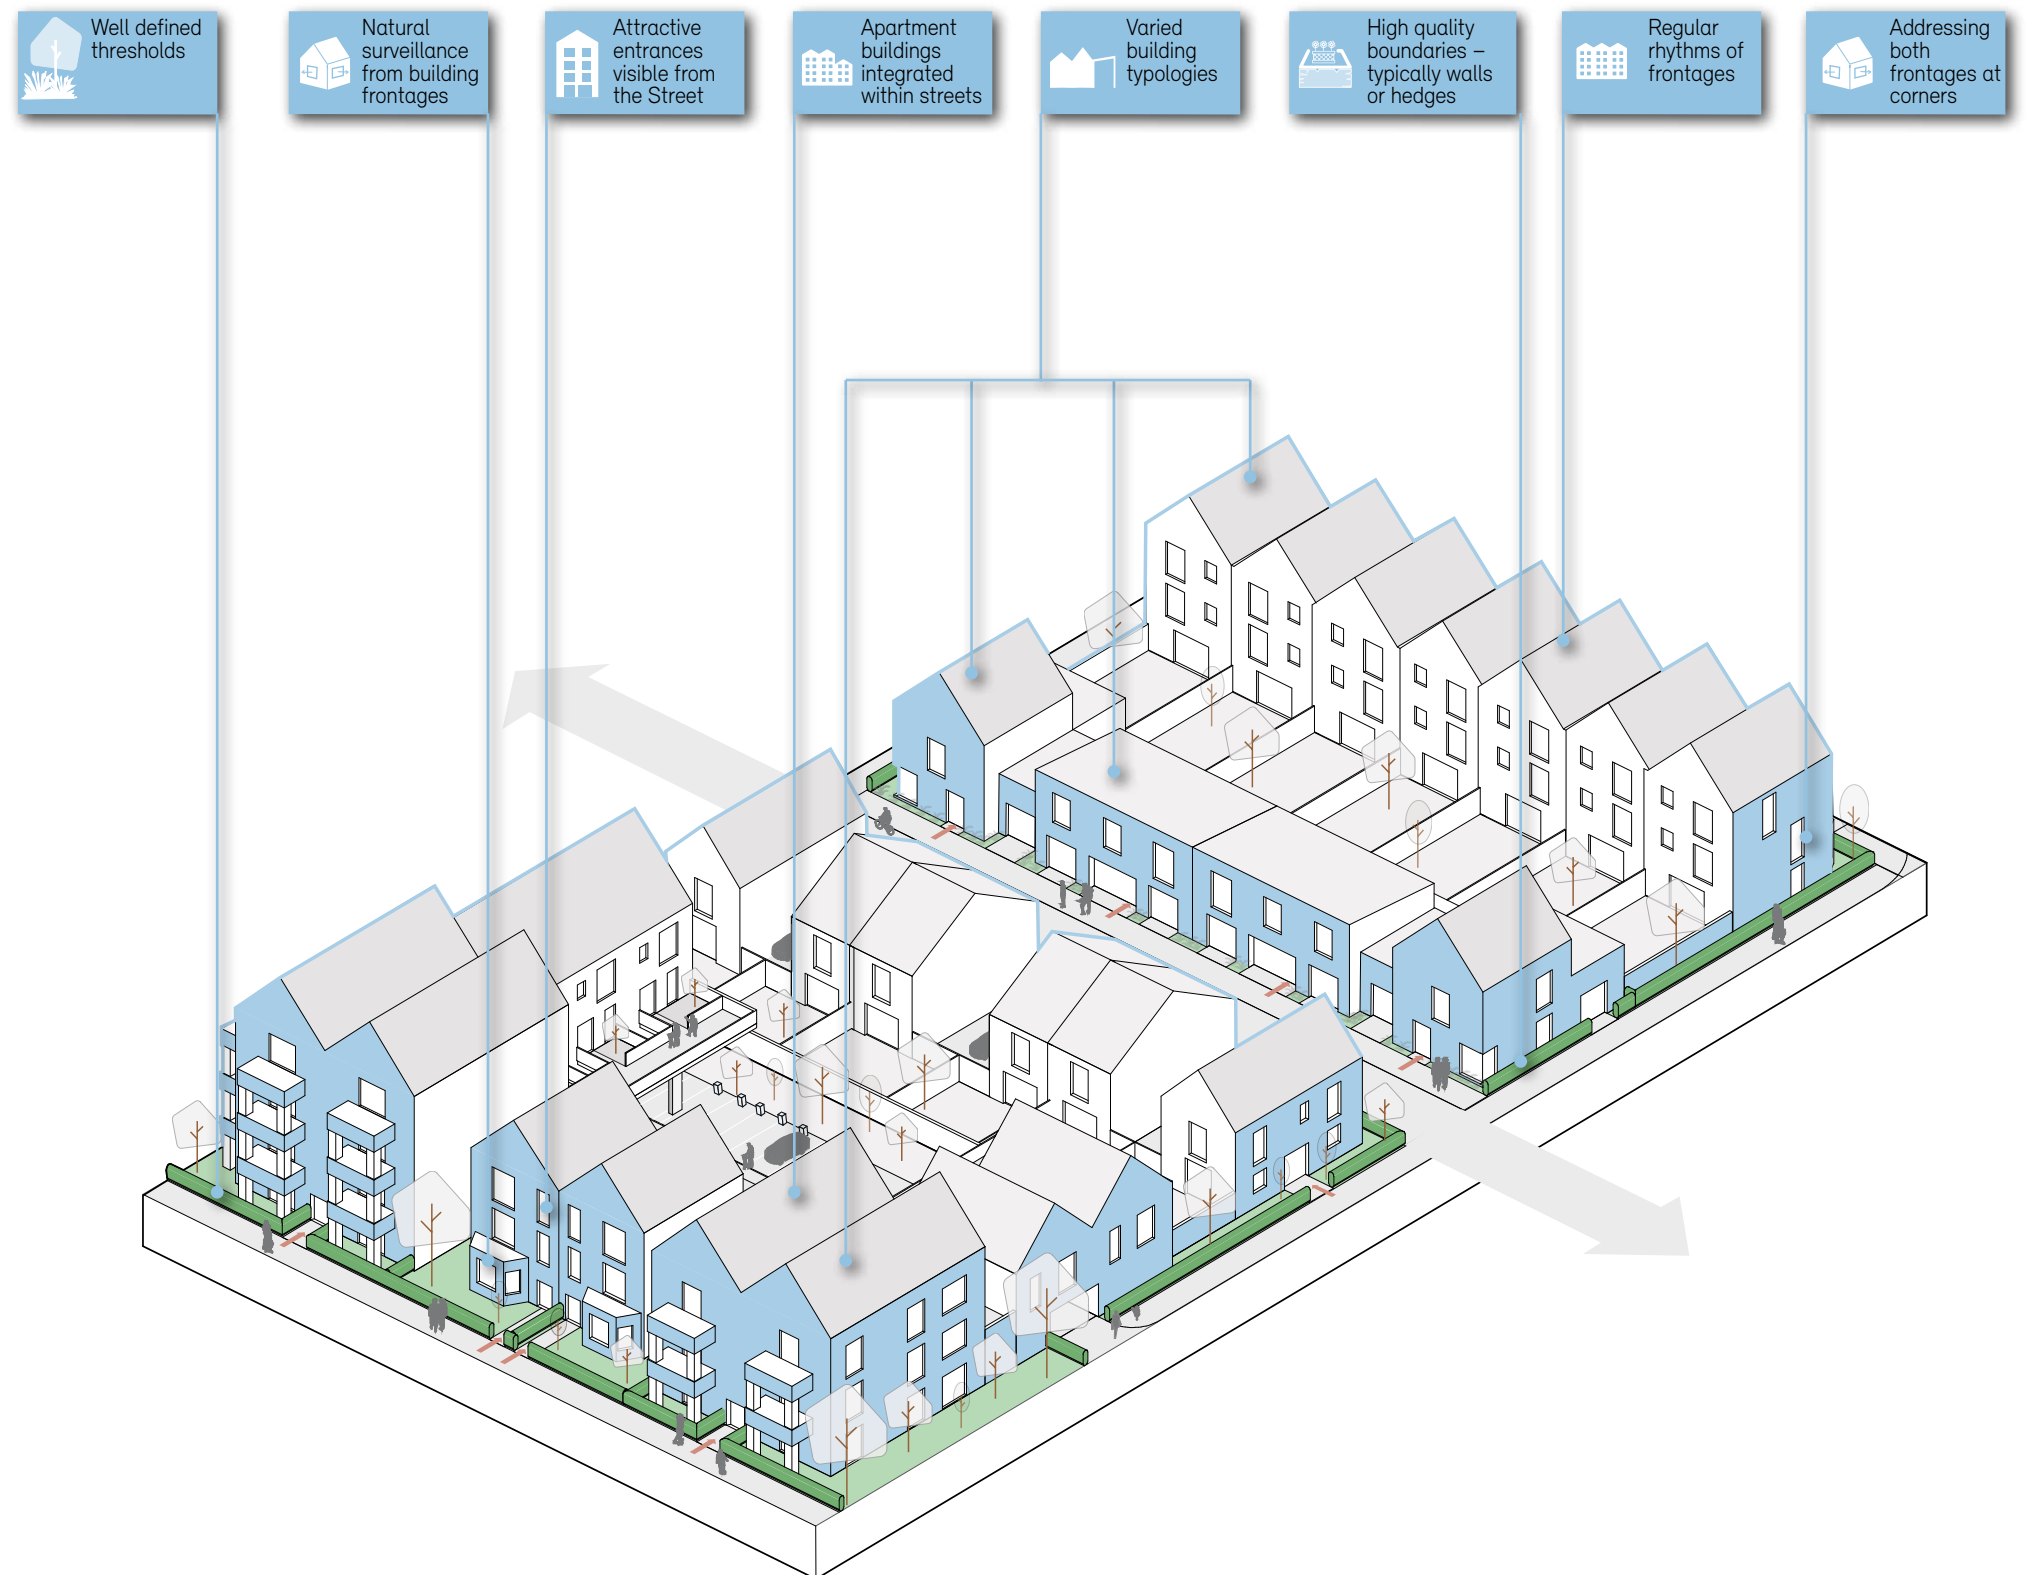 Well defined
thresholds
Natural
surveillance
from building
frontages
Attractive
entrances
visible from
the Street
Apartment
buildings
integrated
within streets
Varied
building
typologies
High quality
boundaries –
typically walls
or hedges
Regular
rhythms of
frontages
Addressing
both
frontages at
corners